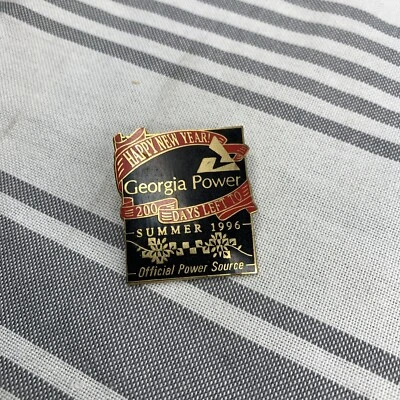 HAPPY NEW YEAR!
Georgia Power
200 DAYS LEFT TO
SUMMER 1996
Official Power Source